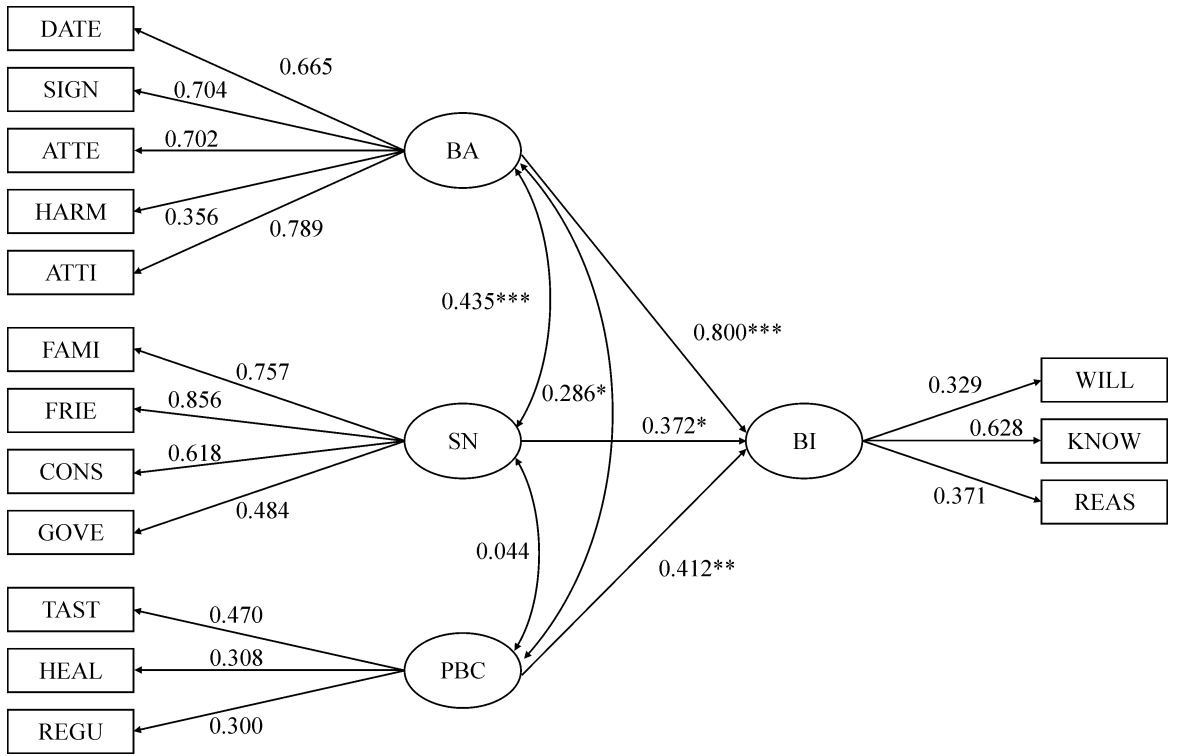 DATE
0.665
SIGN
0.704
ATTE
0.702
BA
HARM
0.356
0.789
ATTI
0.435***
0.800***
FAMI
0.757
FRIE
0.856
0.286*
SN
0.372*
BI
CONS
0.618
GOVE
0.484
0.329
WILL
0.628
KNOW
0.371
REAS
0.044
0.412**
TAST
0.470
HEAL
0.308
PBC
REGU
0.300